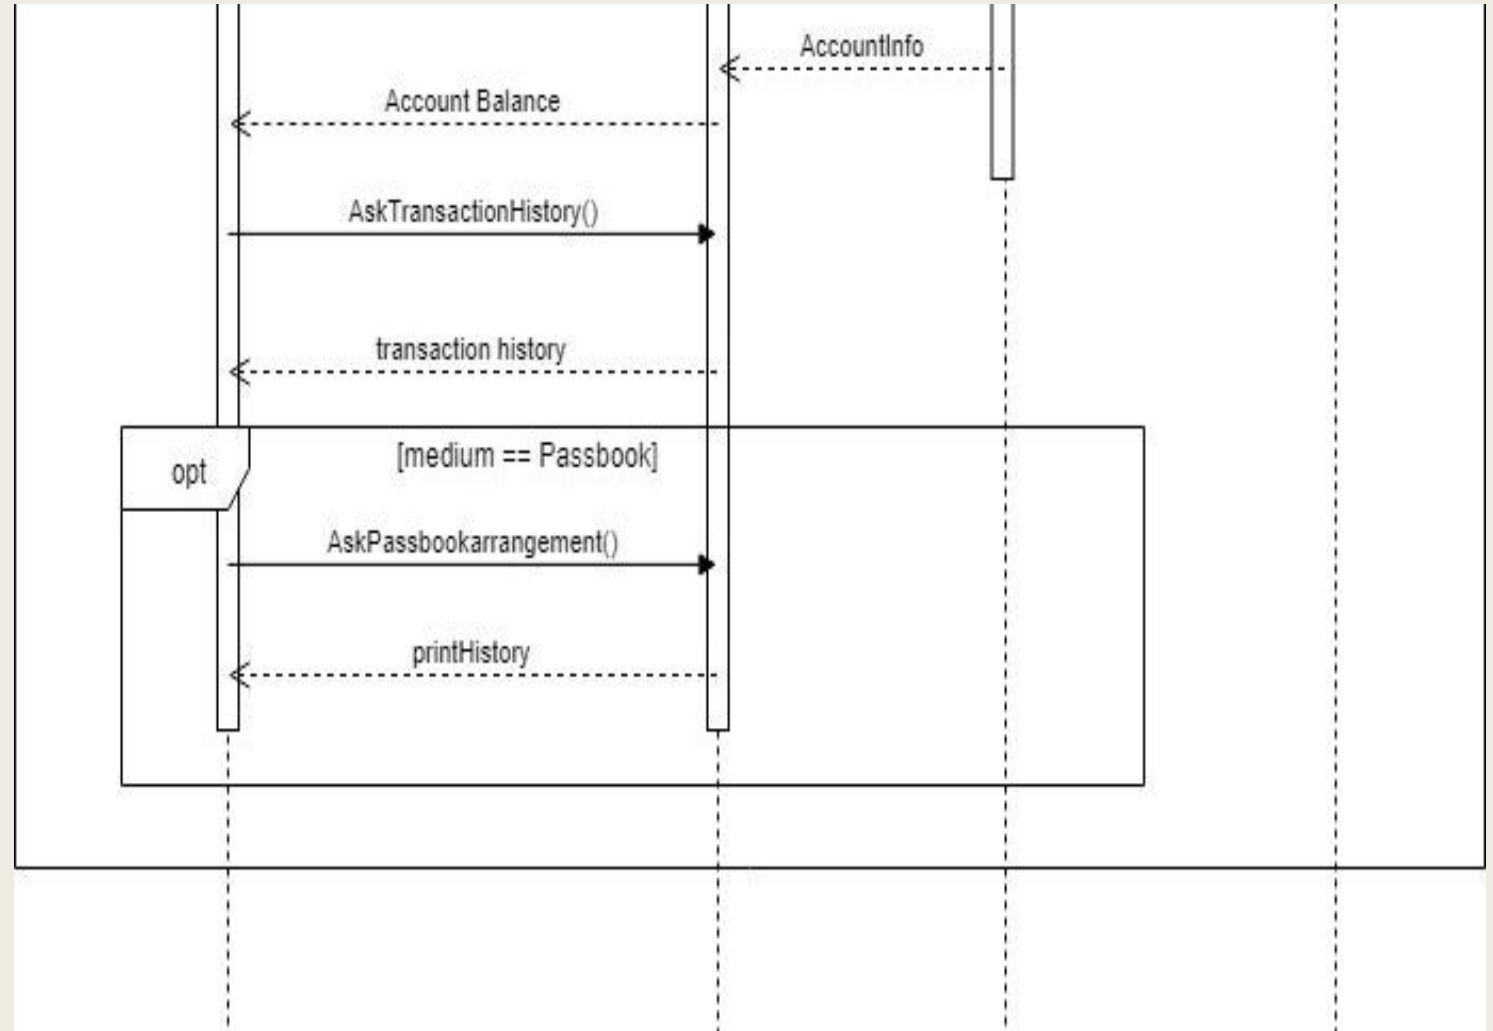 AccountInfo
Account Balance
AskTransactionHistory()
transaction history
opt
[medium == Passbook]
AskPassbookarrangement()
printHistory